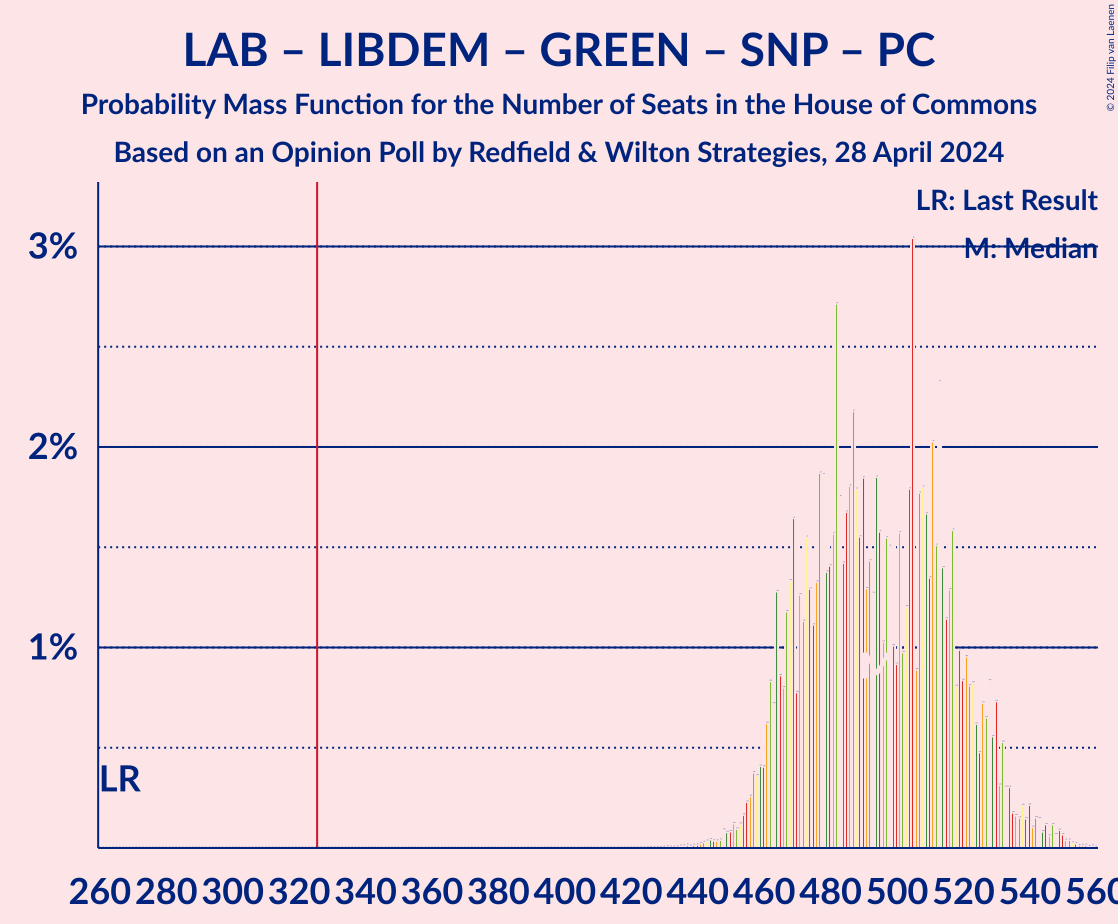 LAB – LIBDEM – GREEN – SNP – PC
Probability Mass Function for the Number of Seats in the House of Commons
Based on an Opinion Poll by Redfield & Wilton Strategies, 28 April 2024
© 2024 Filip van Laenen
LR: Last Result
M: Median
3%
2%
1%
LR
260 280 300 320 340 360 380 400 420 440 460 480 500 520 540 560